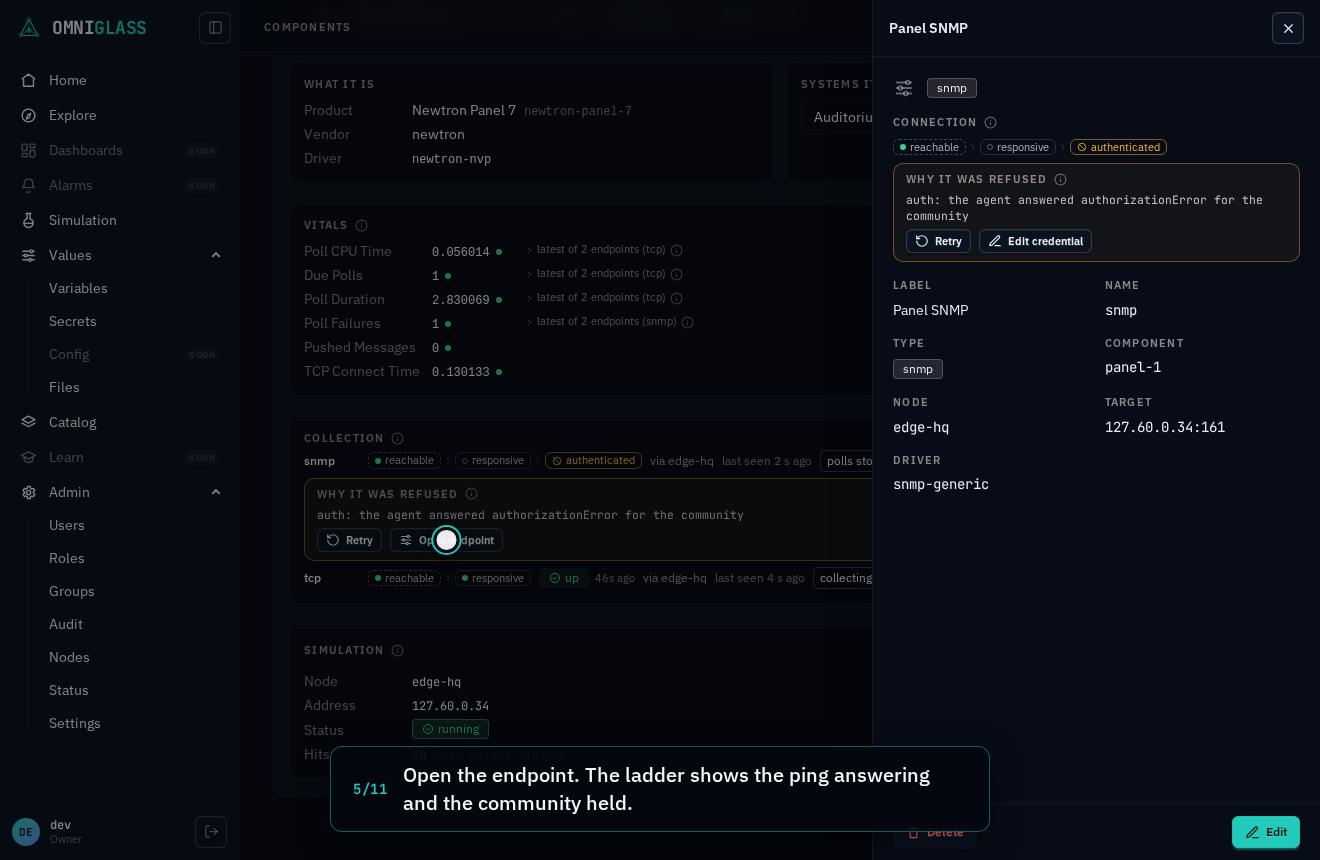 OMNIGLASS
Home
Explore
Dashboards SOON
Alarms SOON
Simulation
Values
Variables
Secrets
Config SOON
Files
Catalog
Learn SOON
Admin
Users
Roles
Groups
Audit
Nodes
Status
Settings
DE dev
Owner
COMPONENTS
WHAT IT IS
Product Newtron Panel 7 newtron-panel-7
Vendor newtron
Driver newtron-nvp
SYSTEMS
Auditoriu
VITALS
Poll CPU Time 0.056014 latest of 2 endpoints (tcp)
Due Polls 1 latest of 2 endpoints (tcp)
Poll Duration 2.830069 latest of 2 endpoints (tcp)
Poll Failures 1 latest of 2 endpoints (snmp)
Pushed Messages 0
TCP Connect Time 0.130133
COLLECTION
snmp reachable responsive authenticated via edge-hq last seen 2 s ago polls sto
WHY IT WAS REFUSED
auth: the agent answered authorizationError for the community
Retry Op dpoint
tcp reachable responsive up 46s ago via edge-hq last seen 4 s ago collecting
SIMULATION
Node edge-hq
Address 127.60.0.34
Status running
Hits 30
5/11 Open the endpoint. The ladder shows the ping answering
and the community held.
Panel SNMP
snmp
CONNECTION
reachable responsive authenticated
WHY IT WAS REFUSED
auth: the agent answered authorizationError for the
community
Retry Edit credential
LABEL NAME
Panel SNMP snmp
TYPE COMPONENT
snmp panel-1
NODE TARGET
edge-hq 127.60.0.34:161
DRIVER
snmp-generic
Delete Edit